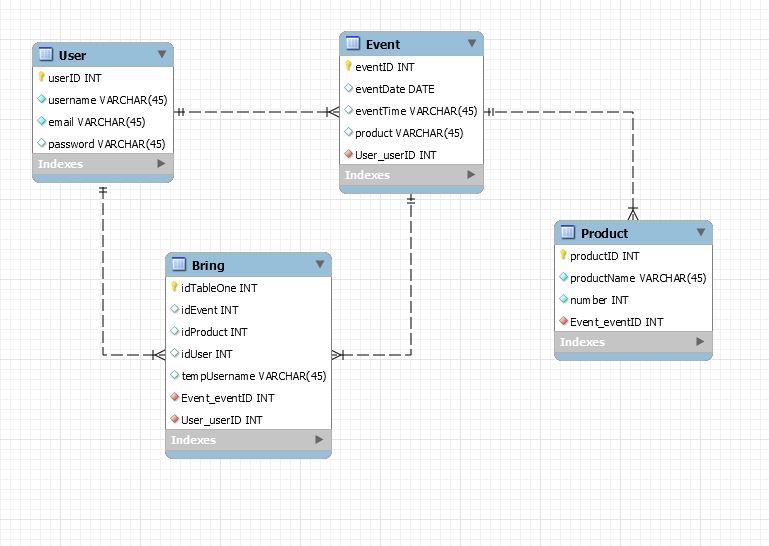 User
userID INT
username VARCHAR(45)
email VARCHAR(45)
password VARCHAR(45)
Indexes
Event
eventID INT
eventDate DATE
eventTime VARCHAR(45)
product VARCHAR(45)
User_userID INT
Indexes
Bring
idTableOne INT
idEvent INT
idProduct INT
idUser INT
tempUsername VARCHAR(45)
Event_eventID INT
User_userID INT
Indexes
Product
productID INT
productName VARCHAR(45)
number INT
Event_eventID INT
Indexes